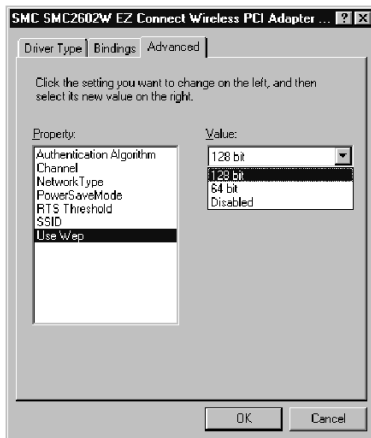 SMC SMC2602W EZ Connect Wireless PCI Adapter ...
Driver Type Bindings Advanced
Click the setting you want to change on the left, and then
select its new value on the right.
Property: Value:
Authentication Algorithm
Channel
NetworkType
PowerSaveMode
RTS Threshold
SSID
Use Wep
128 bit
128 bit
64 bit
Disabled
OK Cancel